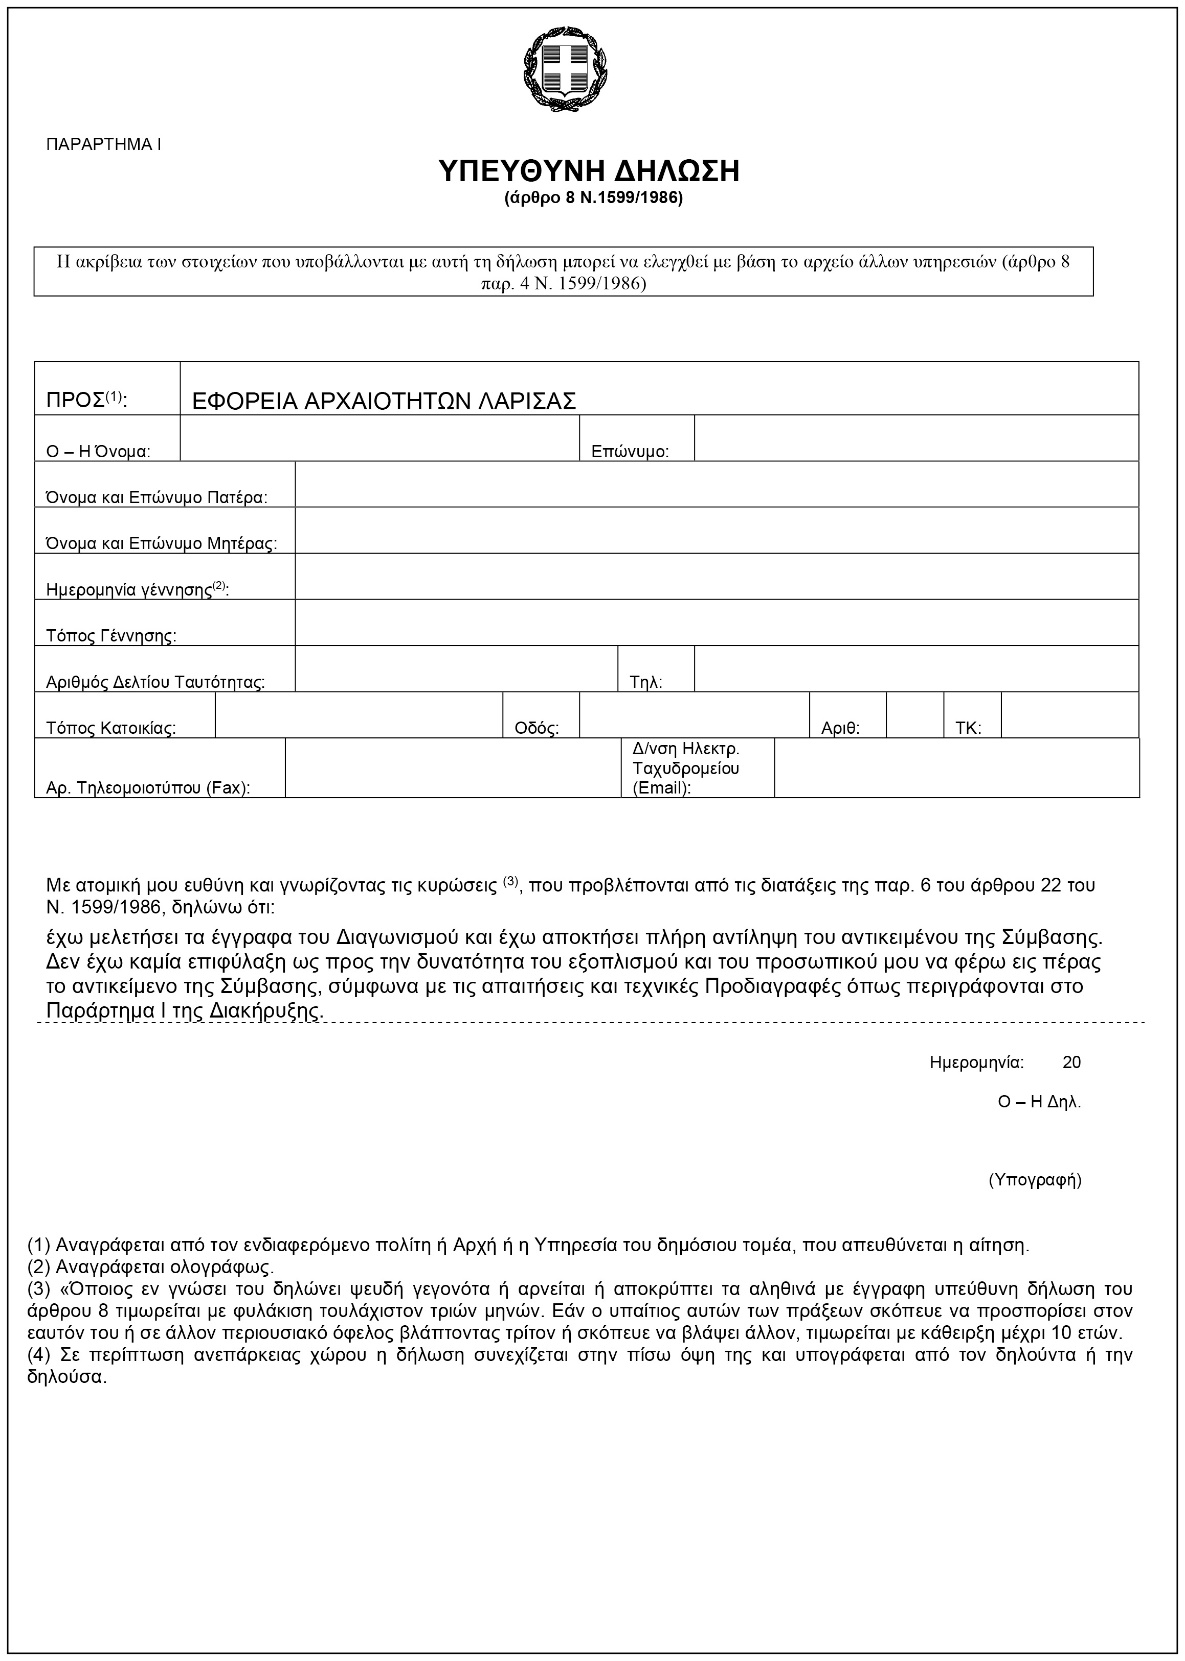 ΠΑΡΑΡΤΗΜΑ Ι
ΥΠΕΥΘΥΝΗ ΔΗΛΩΣΗ
(άρθρο 8 Ν.1599/1986)
Η ακρίβεια των στοιχείων που υποβάλλονται με αυτή τη δήλωση μπορεί να ελεγχθεί με βάση το αρχείο άλλων υπηρεσιών (άρθρο 8
παρ. 4 Ν. 1599/1986)
ΠΡΟΣ(1): ΕΦΟΡΕΙΑ ΑΡΧΑΙΟΤΗΤΩΝ ΛΑΡΙΣΑΣ
Ο – Η Όνομα: Επώνυμο:
Όνομα και Επώνυμο Πατέρα:
Όνομα και Επώνυμο Μητέρας:
Ημερομηνία γέννησης(2):
Τόπος Γέννησης:
Αριθμός Δελτίου Ταυτότητας: Τηλ:
Τόπος Κατοικίας: Οδός: Αριθ: ΤΚ:
Αρ. Τηλεομοιοτύπου (Fax): Δ/νση Ηλεκτρ.
Ταχυδρομείου
(Email):
Με ατομική μου ευθύνη και γνωρίζοντας τις κυρώσεις (3), που προβλέπονται από τις διατάξεις της παρ. 6 του άρθρου 22 του
Ν. 1599/1986, δηλώνω ότι:
έχω μελετήσει τα έγγραφα του Διαγωνισμού και έχω αποκτήσει πλήρη αντίληψη του αντικειμένου της Σύμβασης.
Δεν έχω καμία επιφύλαξη ως προς την δυνατότητα του εξοπλισμού και του προσωπικού μου να φέρω εις πέρας
το αντικείμενο της Σύμβασης, σύμφωνα με τις απαιτήσεις και τεχνικές Προδιαγραφές όπως περιγράφονται στο
Παράρτημα Ι της Διακήρυξης.
Ημερομηνία: 20
Ο – Η Δηλ.
(Υπογραφή)
(1) Αναγράφεται από τον ενδιαφερόμενο πολίτη ή Αρχή ή η Υπηρεσία του δημόσιου τομέα, που απευθύνεται η αίτηση.
(2) Αναγράφεται ολογράφως.
(3) «Όποιος εν γνώσει του δηλώνει ψευδή γεγονότα ή αρνείται ή αποκρύπτει τα αληθινά με έγγραφη υπεύθυνη δήλωση του
άρθρου 8 τιμωρείται με φυλάκιση τουλάχιστον τριών μηνών. Εάν ο υπαίτιος αυτών των πράξεων σκόπευε να προσπορίσει στον
εαυτόν του ή σε άλλον περιουσιακό όφελος βλάπτοντας τρίτον ή σκόπευε να βλάψει άλλον, τιμωρείται με κάθειρξη μέχρι 10 ετών.
(4) Σε περίπτωση ανεπάρκειας χώρου η δήλωση συνεχίζεται στην πίσω όψη της και υπογράφεται από τον δηλούντα ή την
δηλούσα.